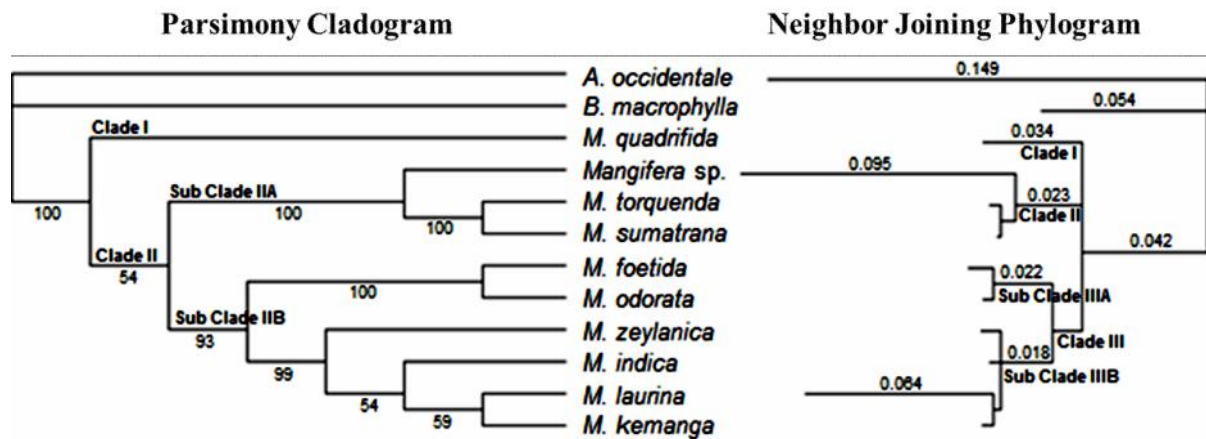 Parsimony Cladogram
Neighbor Joining Phylogram
A. occidentale
0.149
B. macrophylla
0.054
Clade I
M. quadrifida
0.034
Clade I
Mangifera sp.
0.095
Sub Clade IIA
100
100
M. torquenda
0.023
Clade II
100
M. sumatrana
Clade II
54
0.042
M. foetida
0.022
100
M. odorata
Sub Clade IIIA
Sub Clade IIB
93
M. zeylanica
Clade III
99
M. indica
0.018
Sub Clade IIIB
54
M. laurina
0.064
59
M. kemanga